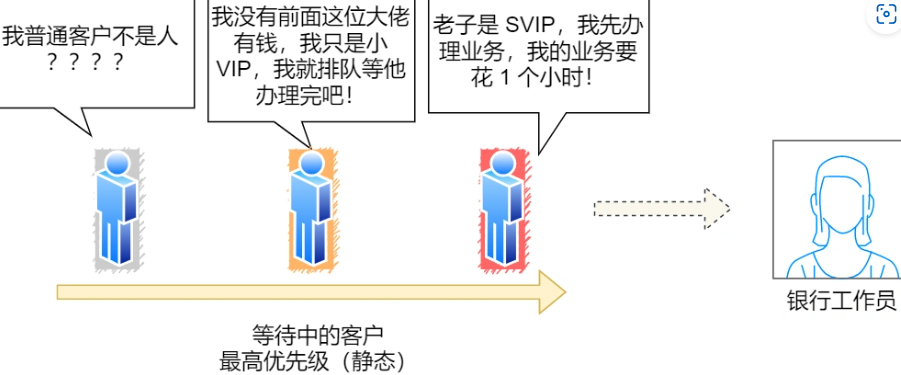 我普通客户不是人
？？？？
我没有前面这位大佬
有钱，我只是小
VIP，我就排队等他
办理完吧！
老子是 SVIP，我先办
理业务，我的业务要
花 1 个小时！
银行工作员
等待中的客户
最高优先级（静态）